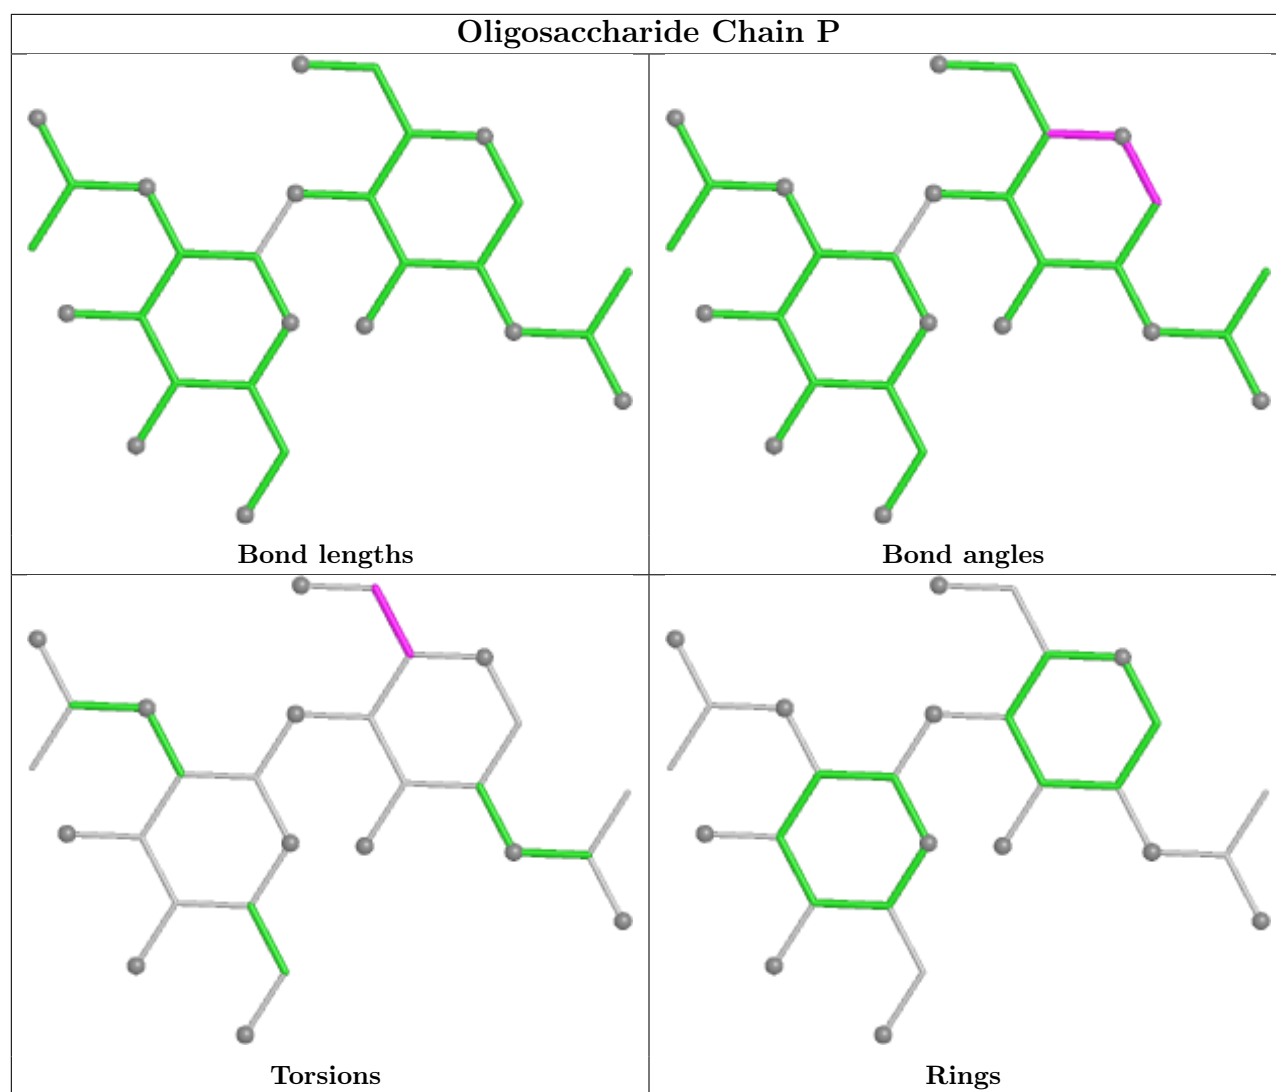 Oligosaccharide Chain P
Bond lengths
Bond angles
Torsions
Rings